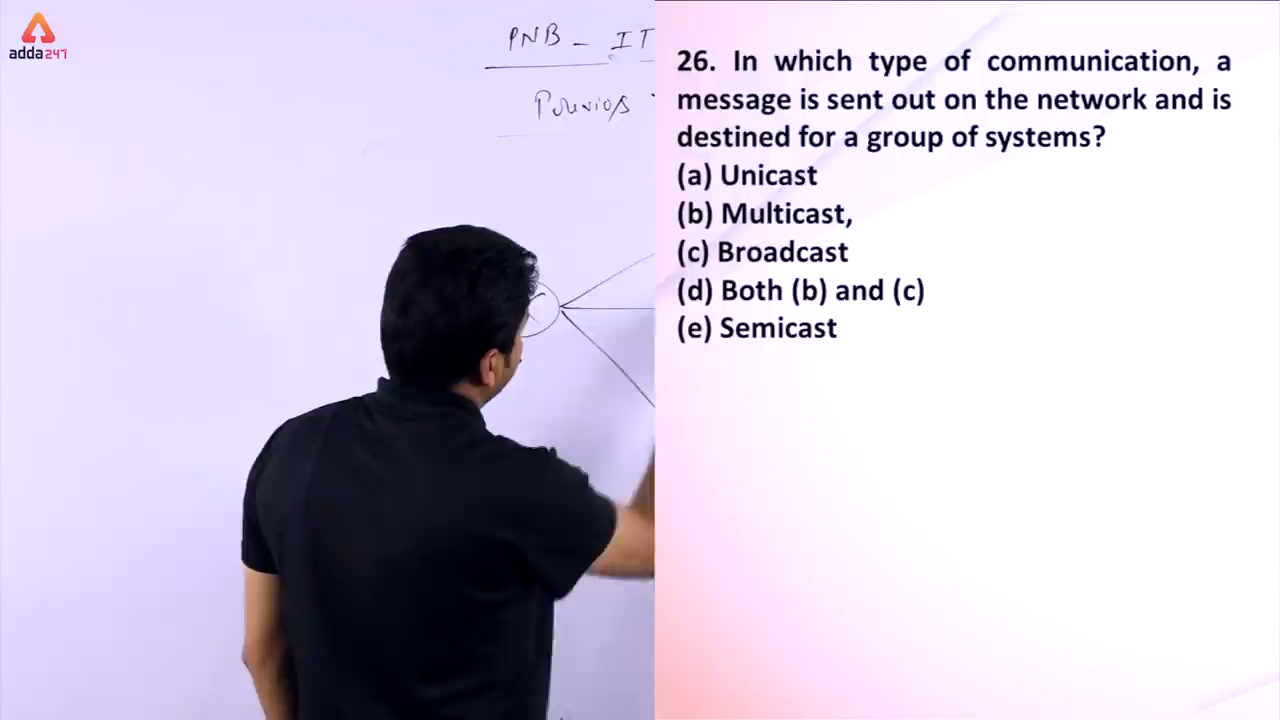 adda247
PNB - IT
26. In which type of communication, a
message is sent out on the network and is
destined for a group of systems?
(a) Unicast
(b) Multicast,
(c) Broadcast
(d) Both (b) and (c)
(e) Semicast